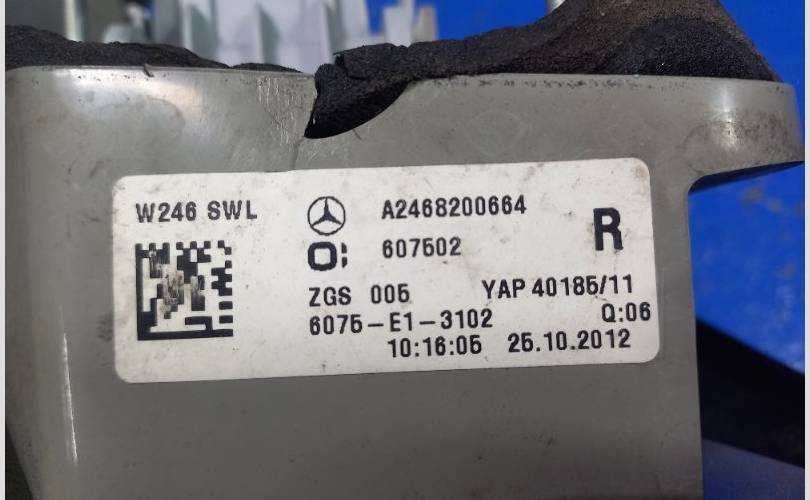 W246 SWL
A2468200664
607502
R
ZGS 005 YAP 40185/11
6075-E1-3102 Q:06
10:16:05 25.10.2012